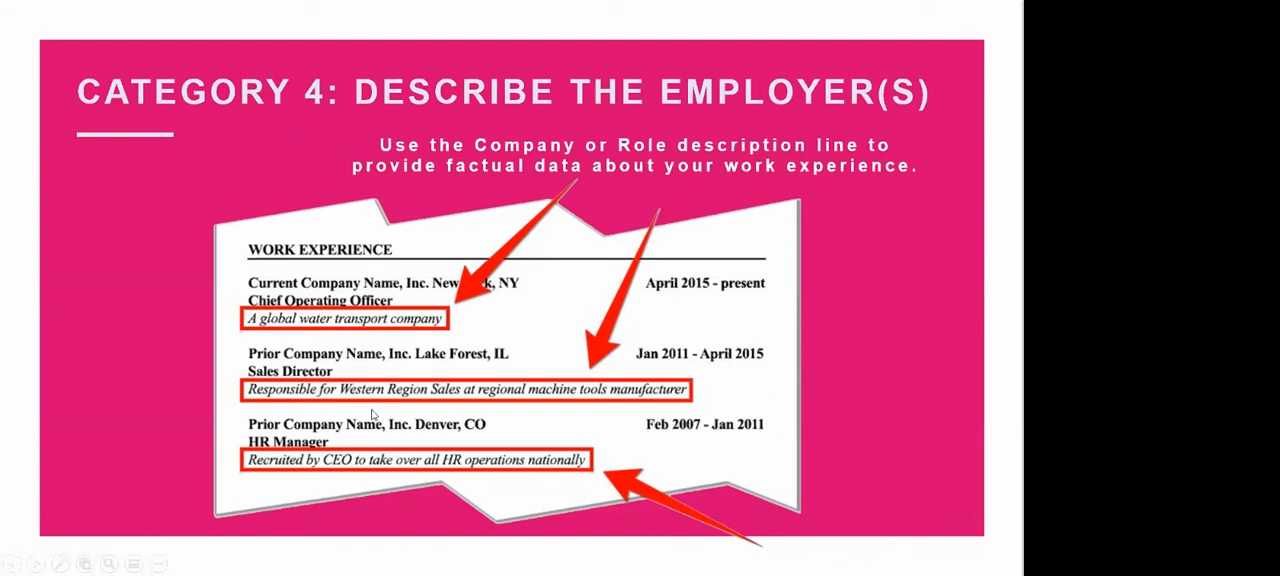 CATEGORY 4: DESCRIBE THE EMPLOYER(S)
Use the Company or Role description line to
provide factual data about your work experience.
WORK EXPERIENCE
Current Company Name, Inc. New k, NY April 2015 - present
Chief Operating Officer
A global water transport company
Prior Company Name, Inc. Lake Forest, IL Jan 2011 - April 2015
Sales Director
Responsible for Western Region Sales at regional machine tools manufacturer
Prior Company Name, Inc. Denver, CO Feb 2007 - Jan 2011
HR Manager
Recruited by CEO to take over all HR operations nationally